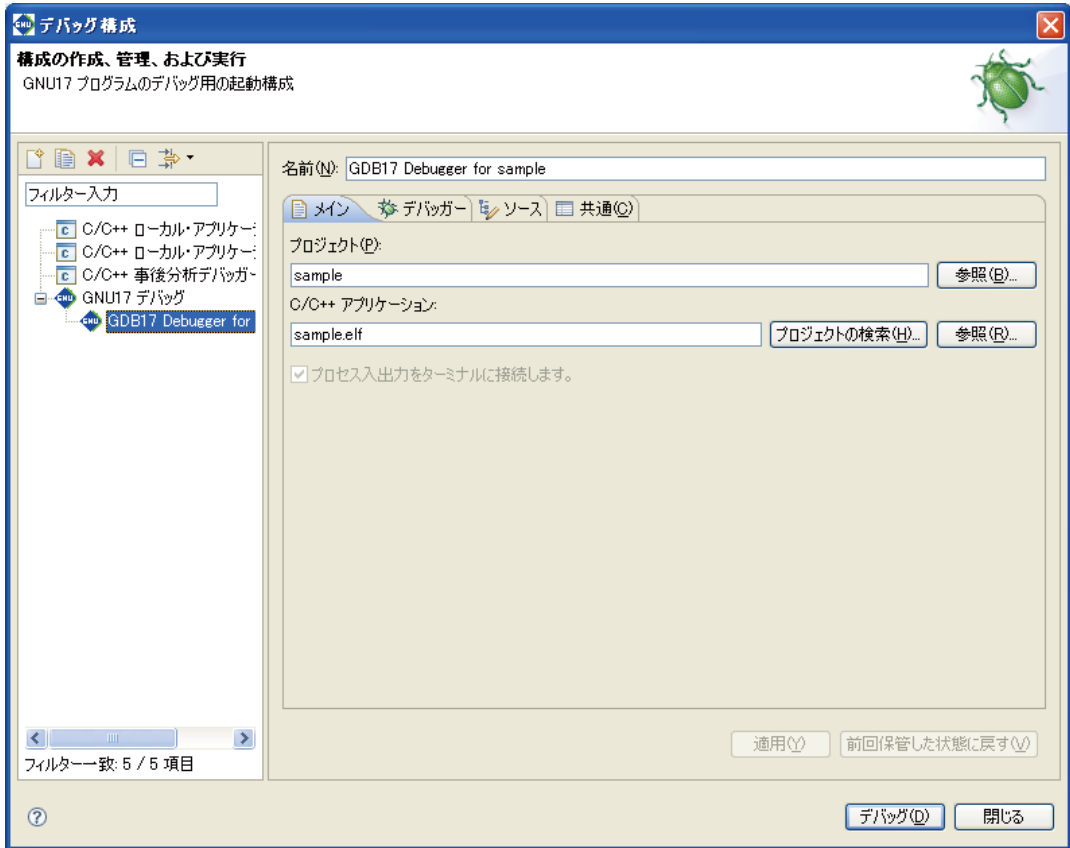 デバッグ構成
構成の作成、管理、および実行
GNU17 プログラムのデバッグ用の起動構成
フィルター入力
C/C++ ローカル・アプリケーシ
C/C++ ローカル・アプリケーシ
C/C++ 事後分析デバッガー
GNU17 デバッグ
GDB17 Debugger for
フィルター一致: 5 / 5 項目
名前(N): GDB17 Debugger for sample
メイン デバッガー ソース 共通(C)
プロジェクト(P):
sample 参照(B)...
C/C++ アプリケーション:
sample.elf プロジェクトの検索(H)... 参照(R)...
プロセス入出力をターミナルに接続します。
適用(Y) 前回保管した状態に戻す(V)
デバッグ(D) 閉じる